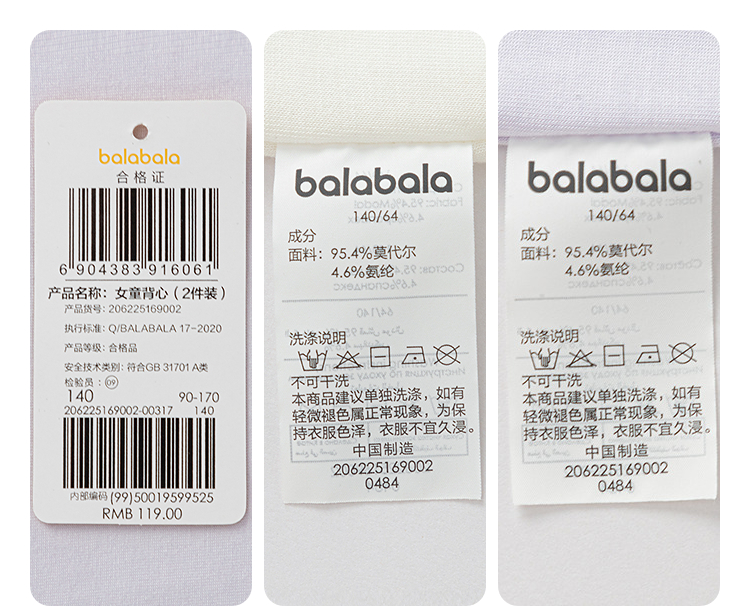 balabala
合格证
6 904383 916061
产品名称：女童背心（2件装）
产品货号：206225169002
执行标准：Q/BALABALA 17-2020
产品等级：合格品
安全技术类别：符合GB 31701 A类
检验员：09
140 90-170
206225169002-00317 140
内部编码 (99)50019599525
RMB 119.00
balabala
140/64
成分
面料：95.4%莫代尔
4.6%氨纶
洗涤说明
不可干洗
本商品建议单独洗涤，如有
轻微褪色属正常现象，为保
持衣服色泽，衣服不宜久浸。
中国制造
206225169002
0484
balabala
140/64
成分
面料：95.4%莫代尔
4.6%氨纶
洗涤说明
不可干洗
本商品建议单独洗涤，如有
轻微褪色属正常现象，为保
持衣服色泽，衣服不宜久浸。
中国制造
206225169002
0484